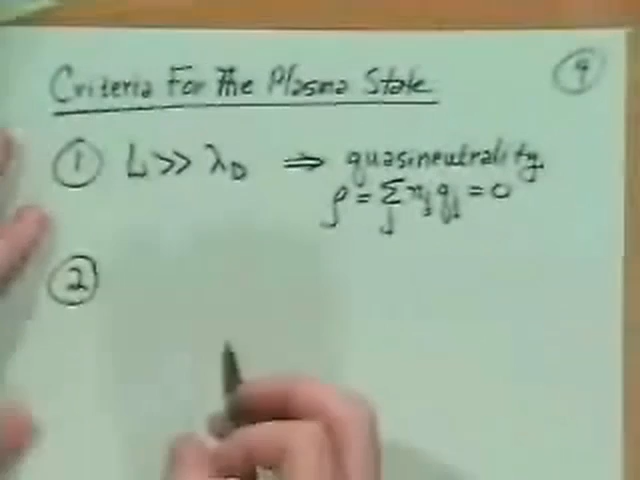 Criteria For The Plasma State
9
① L >> λD ⇒ quasineutrality
ρ = Σj nj qj = 0
②